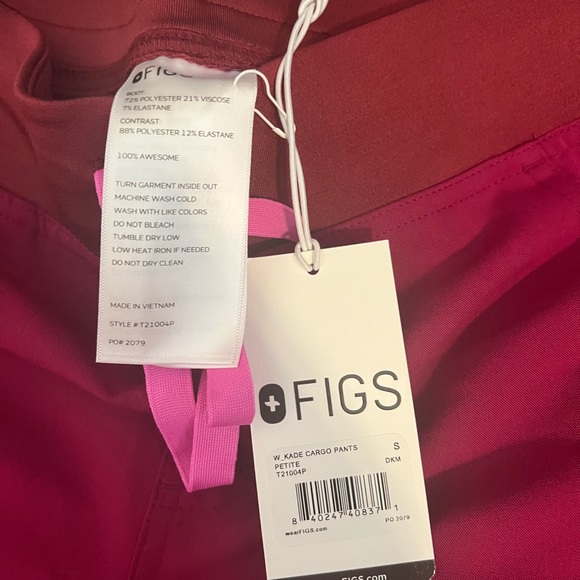 FIGS
BODY:
72% POLYESTER 21% VISCOSE
7% ELASTANE
CONTRAST:
88% POLYESTER 12% ELASTANE
100% AWESOME
TURN GARMENT INSIDE OUT
MACHINE WASH COLD
WASH WITH LIKE COLORS
DO NOT BLEACH
TUMBLE DRY LOW
LOW HEAT IRON IF NEEDED
DO NOT DRY CLEAN
MADE IN VIETNAM
STYLE # T21004P
PO# 2079
FIGS
W_KADE CARGO PANTS S
PETITE DKM
T21004P
8 40247 40837 1
wearFIGS.com PO 2079
FIGS.com